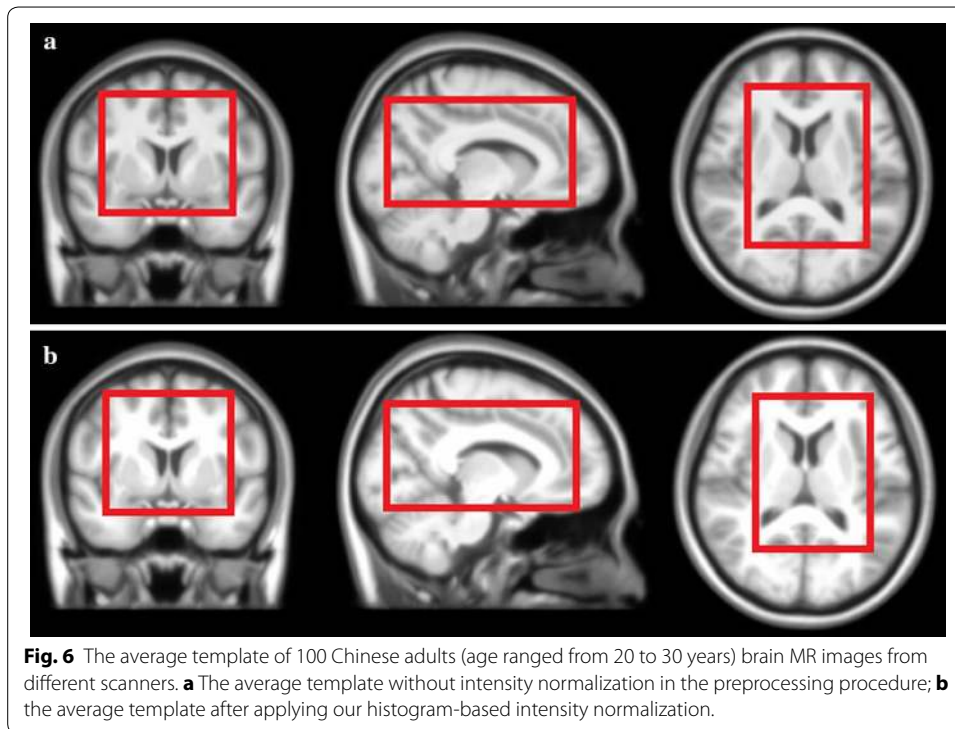 a
b
Fig. 6 The average template of 100 Chinese adults (age ranged from 20 to 30 years) brain MR images from
different scanners. a The average template without intensity normalization in the preprocessing procedure; b
the average template after applying our histogram-based intensity normalization.